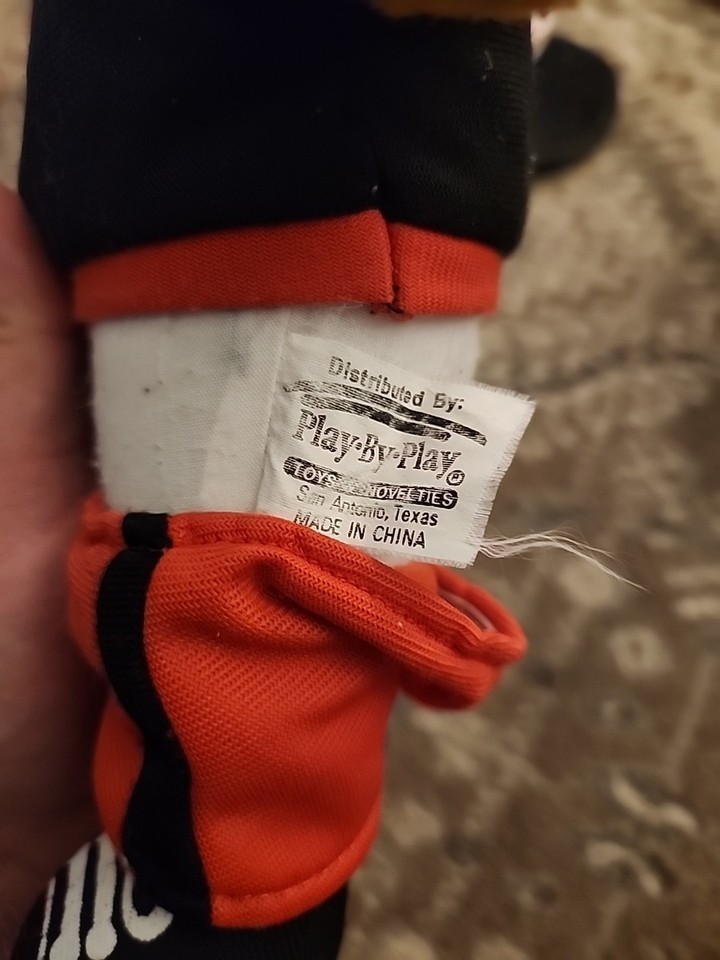 Distributed By:
Play•By•Play®
TOYS NOVELTIES
San Antonio, Texas
MADE IN CHINA